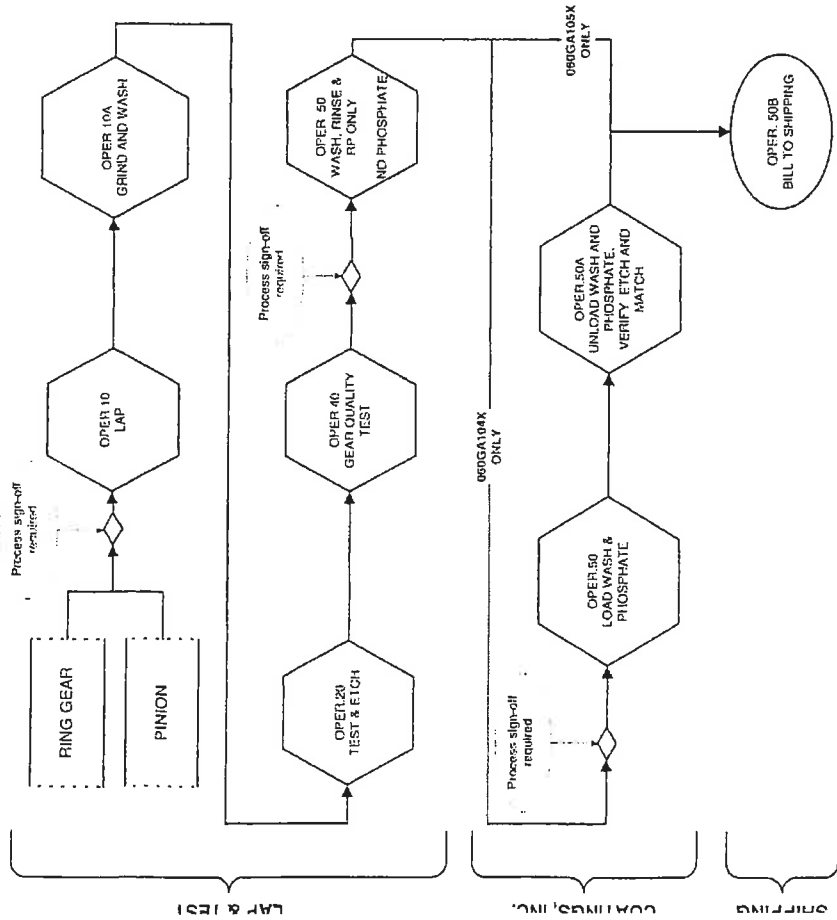 Process sign-off
required
RING GEAR
PINION
OPER 10
LAP
OPER 10A
GRIND AND WASH
OPER.20
TEST & ETCH
OPER 40
GEAR QUALITY
TEST
Process sign-off
required
OPER 50
WASH, RINSE &
RP ONLY
NO PHOSPHATE
LAP & TEST
060GA104X
ONLY
060GA105X
ONLY
Process sign-off
required
OPER.50
LOAD WASH &
PHOSPHATE
OPER.50A
UNLOAD WASH AND
PHOSPHATE.
VERIFY ETCH AND
MATCH
COATINGS, INC.
OPER. 50B
BILL TO SHIPPING
SHIPPING